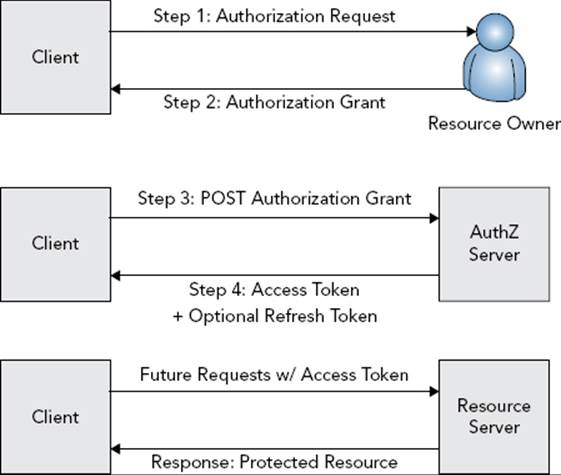 Client
Step 1: Authorization Request
Step 2: Authorization Grant
Resource Owner
Client
Step 3: POST Authorization Grant
AuthZ
Server
Step 4: Access Token
+ Optional Refresh Token
Client
Future Requests w/ Access Token
Resource
Server
Response: Protected Resource